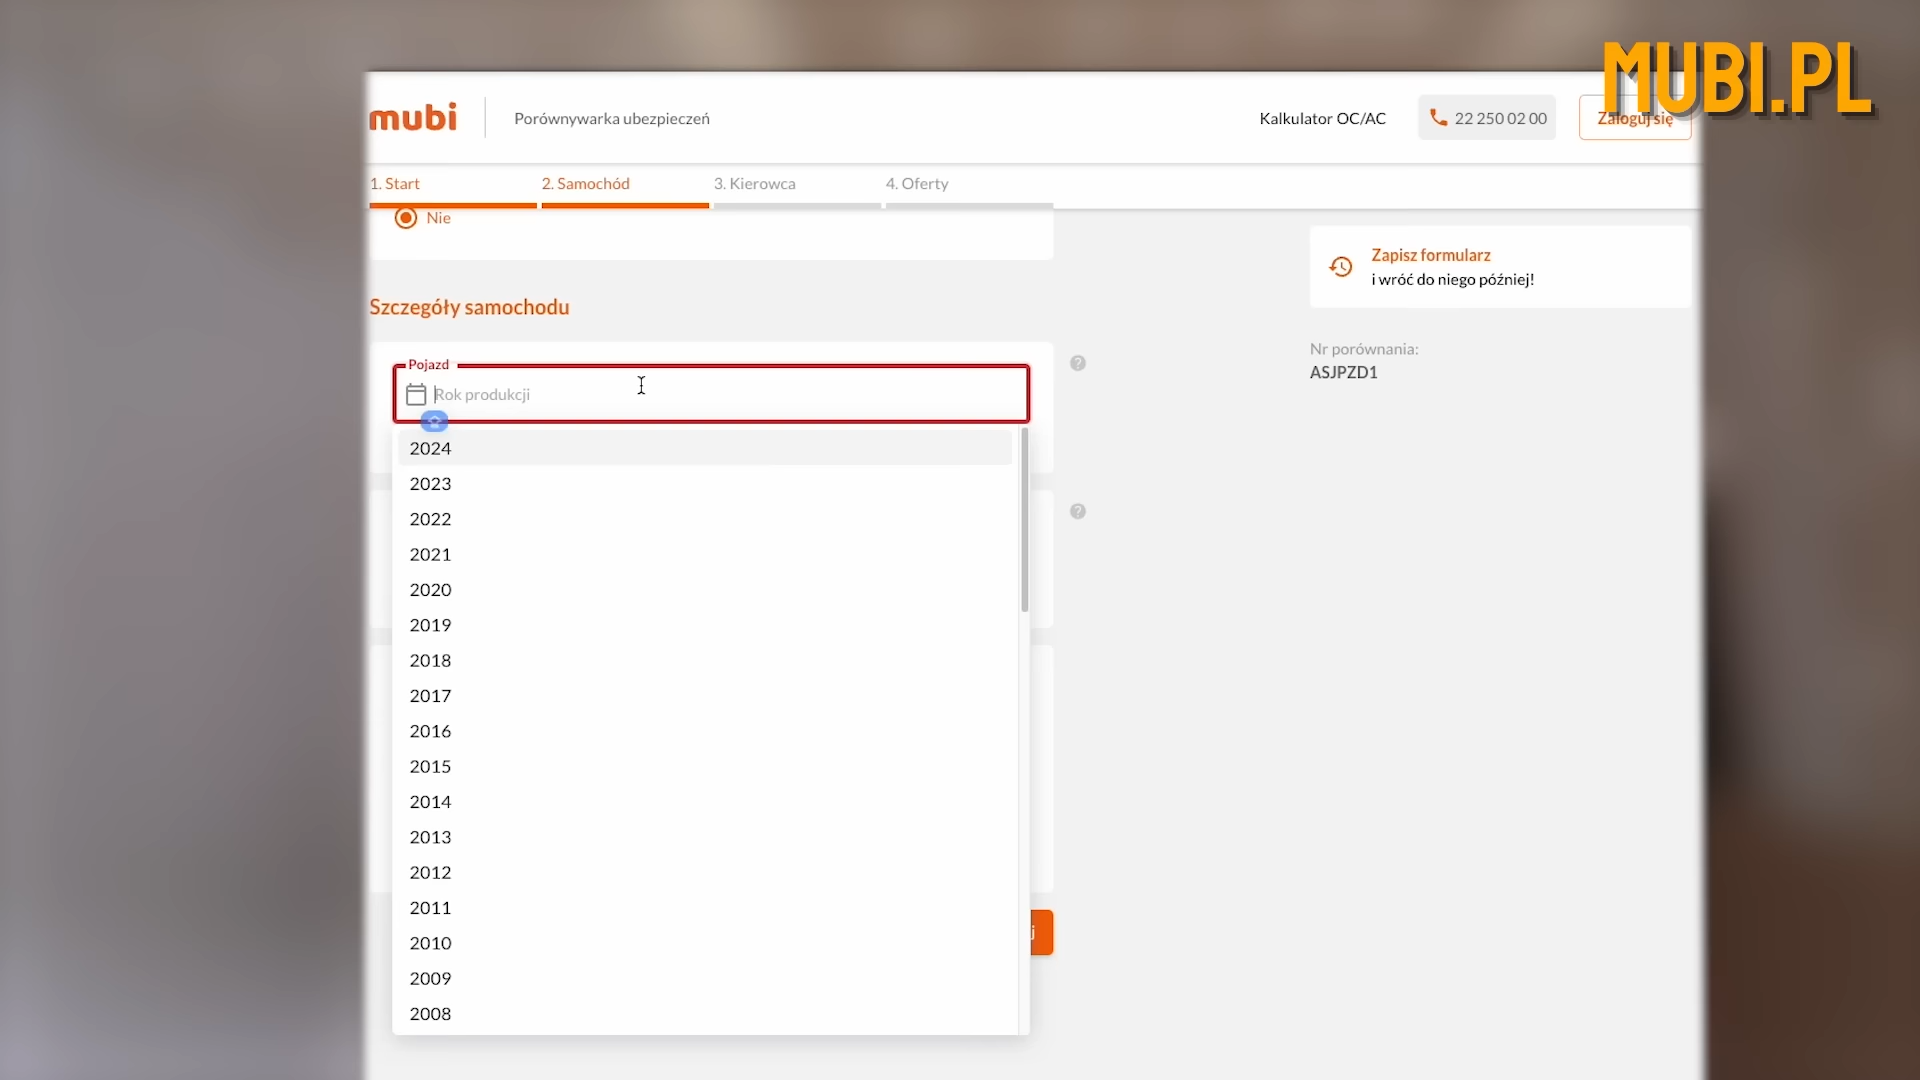 MUBI.PL
mubi
Porównywarka ubezpieczeń
Kalkulator OC/AC
22 250 02 00
Zaloguj się
1. Start
2. Samochód
3. Kierowca
4. Oferty
Nie
Zapisz formularz
i wróć do niego później!
Szczegóły samochodu
Nr porównania:
ASJPZD1
Pojazd
Rok produkcji
2024
2023
2022
2021
2020
2019
2018
2017
2016
2015
2014
2013
2012
2011
2010
2009
2008